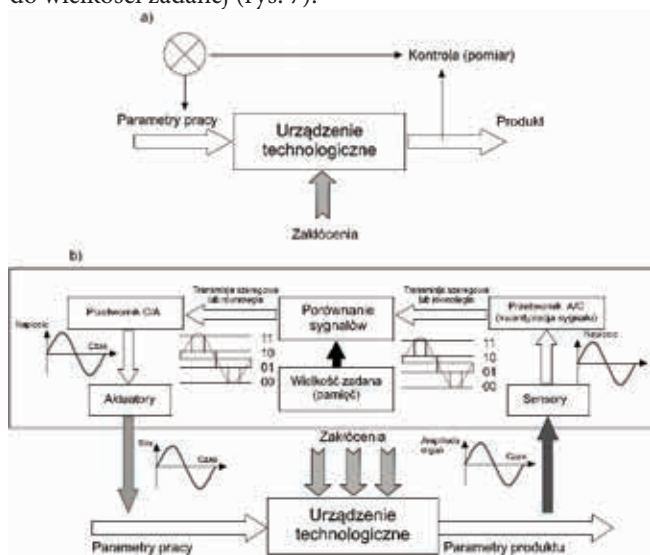 do wielkości zadanej (rys. 7).
a)
Kontrola (pomiar)
Parametry pracy
Urządzenie
technologiczne
Produkt
Zakłócenia
b)
Transmisja szeregowa
lub równoległa
Transmisja szeregowa
lub równoległa
Przetwornik C/A
Porównanie
sygnałów
Przetwornik A/C
(kwantyzacja sygnału)
Napięcie
Czas
11
10
01
00
11
10
01
00
Napięcie
Czas
Wielkość zadana
(pamięć)
Aktuatory
Sensory
Siła
Czas
Zakłócenia
Amplituda
drgań
Czas
Urządzenie
technologiczne
Parametry pracy
Parametry produktu